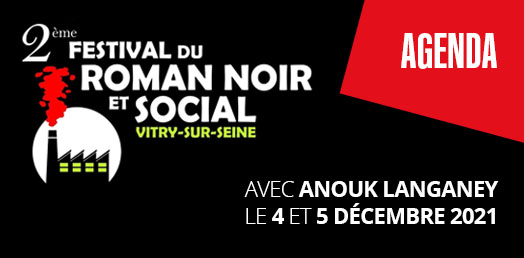 2ème
FESTIVAL DU
ROMAN NOIR
ET SOCIAL
VITRY-SUR-SEINE
AGENDA
AVEC ANOUK LANGANEY
LE 4 ET 5 DÉCEMBRE 2021